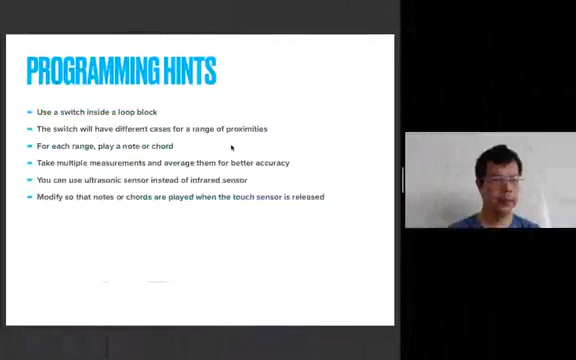 PROGRAMMING HINTS
Use a switch inside a loop block
The switch will have different cases for a range of proximities
For each range, play a note or chord
Take multiple measurements and average them for better accuracy
You can use ultrasonic sensor instead of infrared sensor
Modify so that notes or chords are played when the touch sensor is released